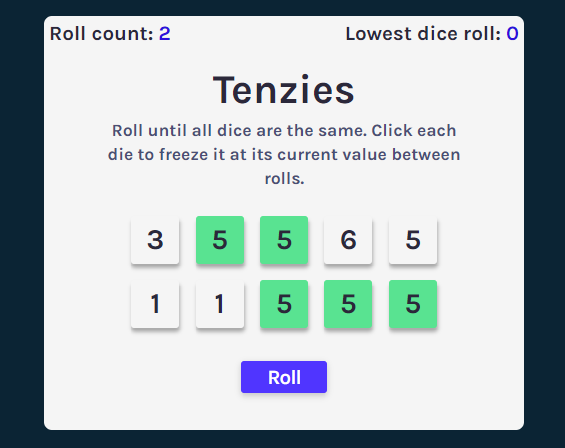 Roll count: 2 Lowest dice roll: 0
Tenzies
Roll until all dice are the same. Click each
die to freeze it at its current value between
rolls.
3 5 5 6 5
1 1 5 5 5
Roll